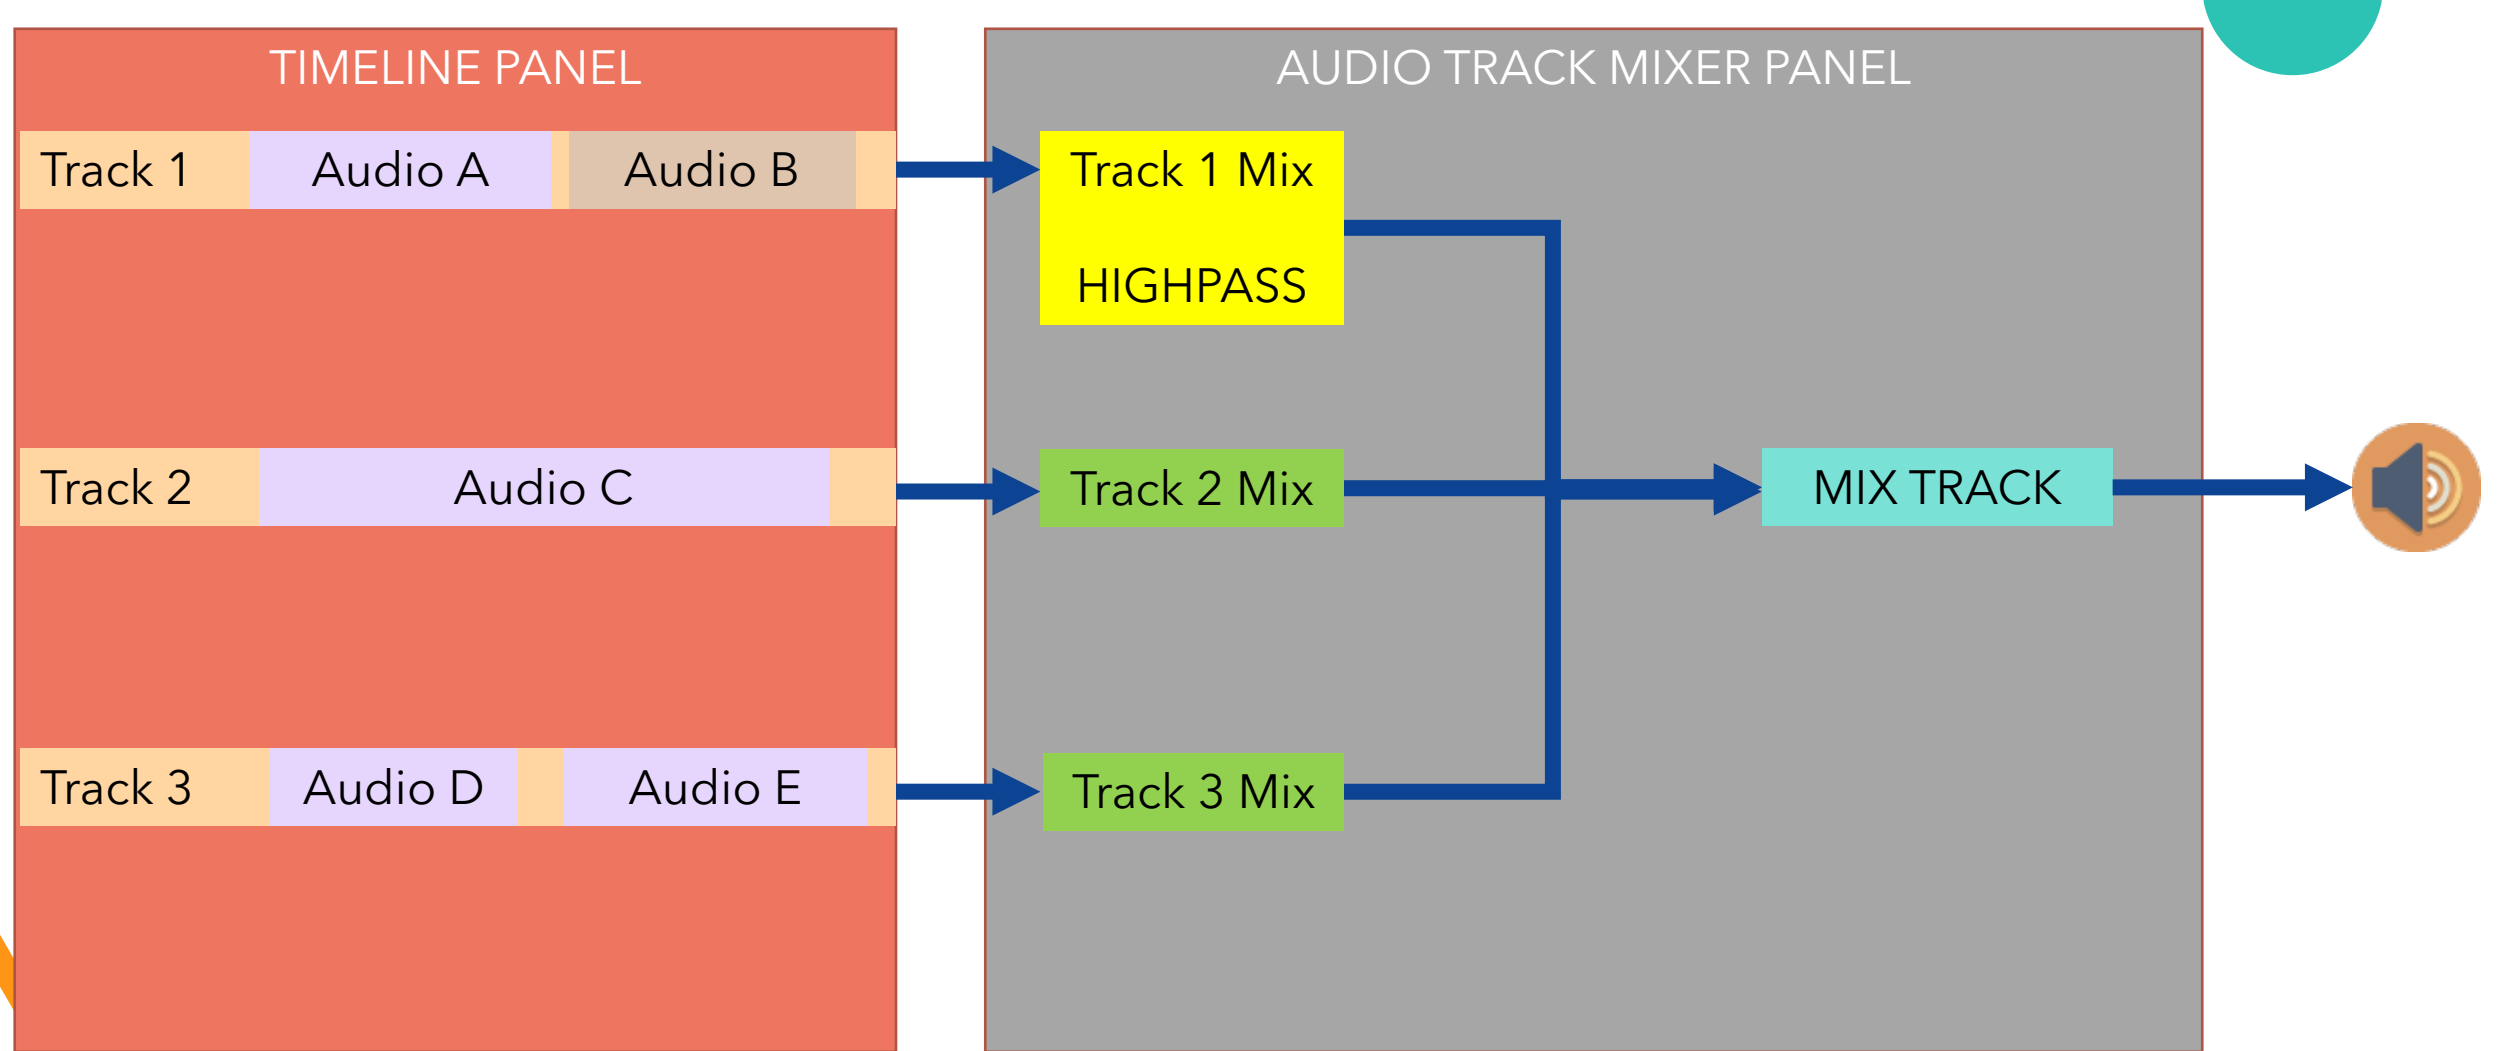 TIMELINE PANEL
AUDIO TRACK MIXER PANEL
Track 1
Audio A
Audio B
Track 1 Mix
HIGHPASS
Track 2
Audio C
Track 2 Mix
MIX TRACK
Track 3
Audio D
Audio E
Track 3 Mix